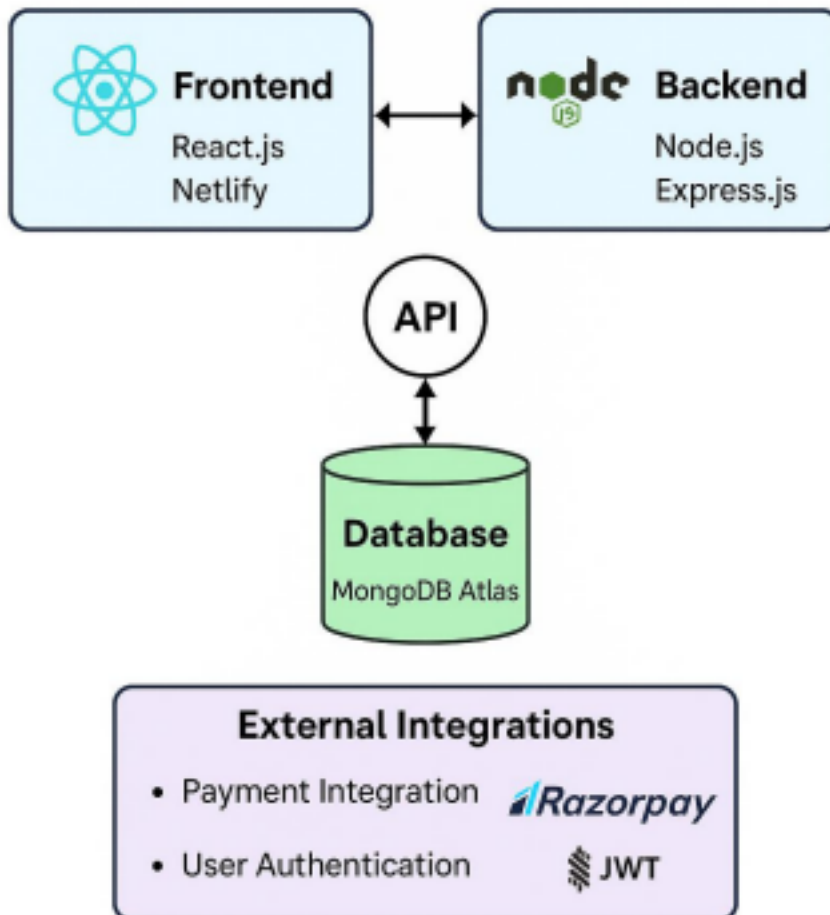 Frontend
React.js
Netlify
node
JS
Backend
Node.js
Express.js
API
Database
MongoDB Atlas
External Integrations
• Payment Integration Razorpay
• User Authentication JWT